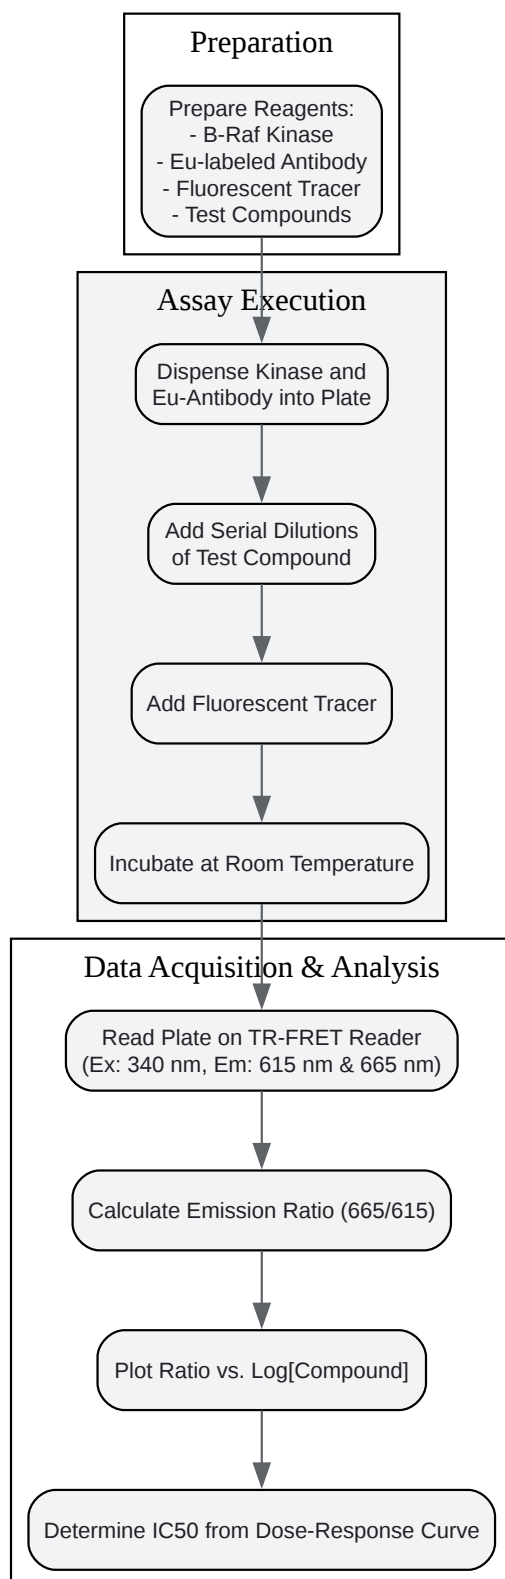 Preparation
Prepare Reagents:
- B-Raf Kinase
- Eu-labeled Antibody
- Fluorescent Tracer
- Test Compounds
Assay Execution
Dispense Kinase and
Eu-Antibody into Plate
Add Serial Dilutions
of Test Compound
Add Fluorescent Tracer
Incubate at Room Temperature
Data Acquisition & Analysis
Read Plate on TR-FRET Reader
(Ex: 340 nm, Em: 615 nm & 665 nm)
Calculate Emission Ratio (665/615)
Plot Ratio vs. Log[Compound]
Determine IC50 from Dose-Response Curve